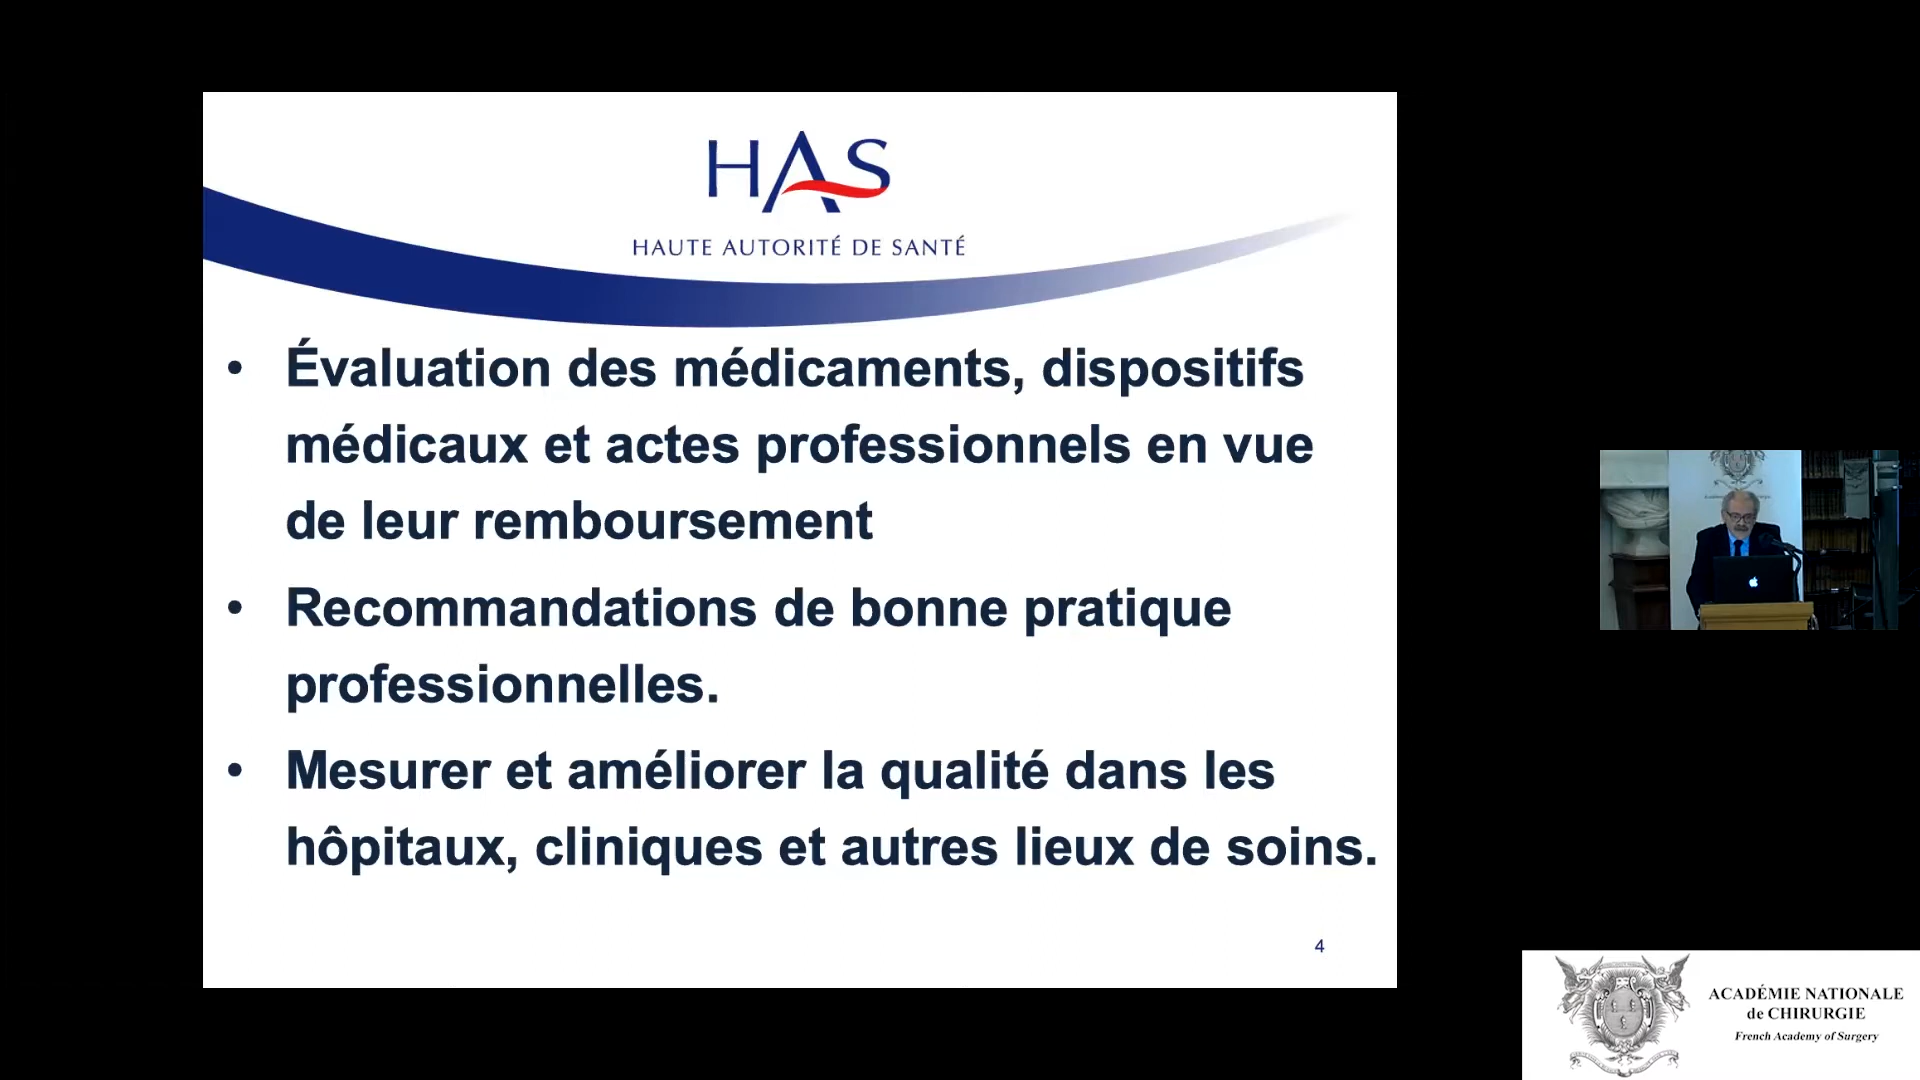 HAS
HAUTE AUTORITÉ DE SANTÉ
• Évaluation des médicaments, dispositifs
médicaux et actes professionnels en vue
de leur remboursement
• Recommandations de bonne pratique
professionnelles.
• Mesurer et améliorer la qualité dans les
hôpitaux, cliniques et autres lieux de soins.
4
ACADÉMIE NATIONALE
de CHIRURGIE
French Academy of Surgery